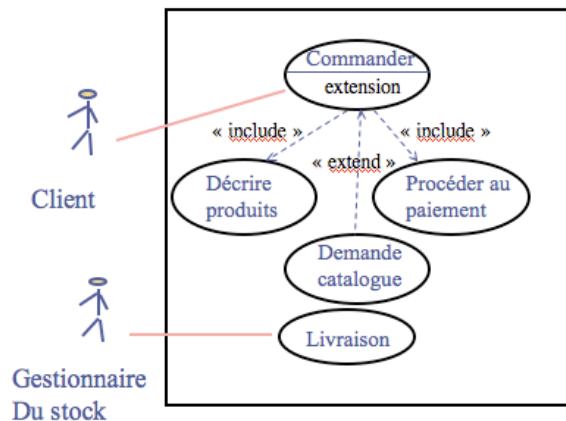 Commander
extension
« include »
« include »
« extend »
Décrire
produits
Procéder au
paiement
Client
Demande
catalogue
Livraison
Gestionnaire
Du stock